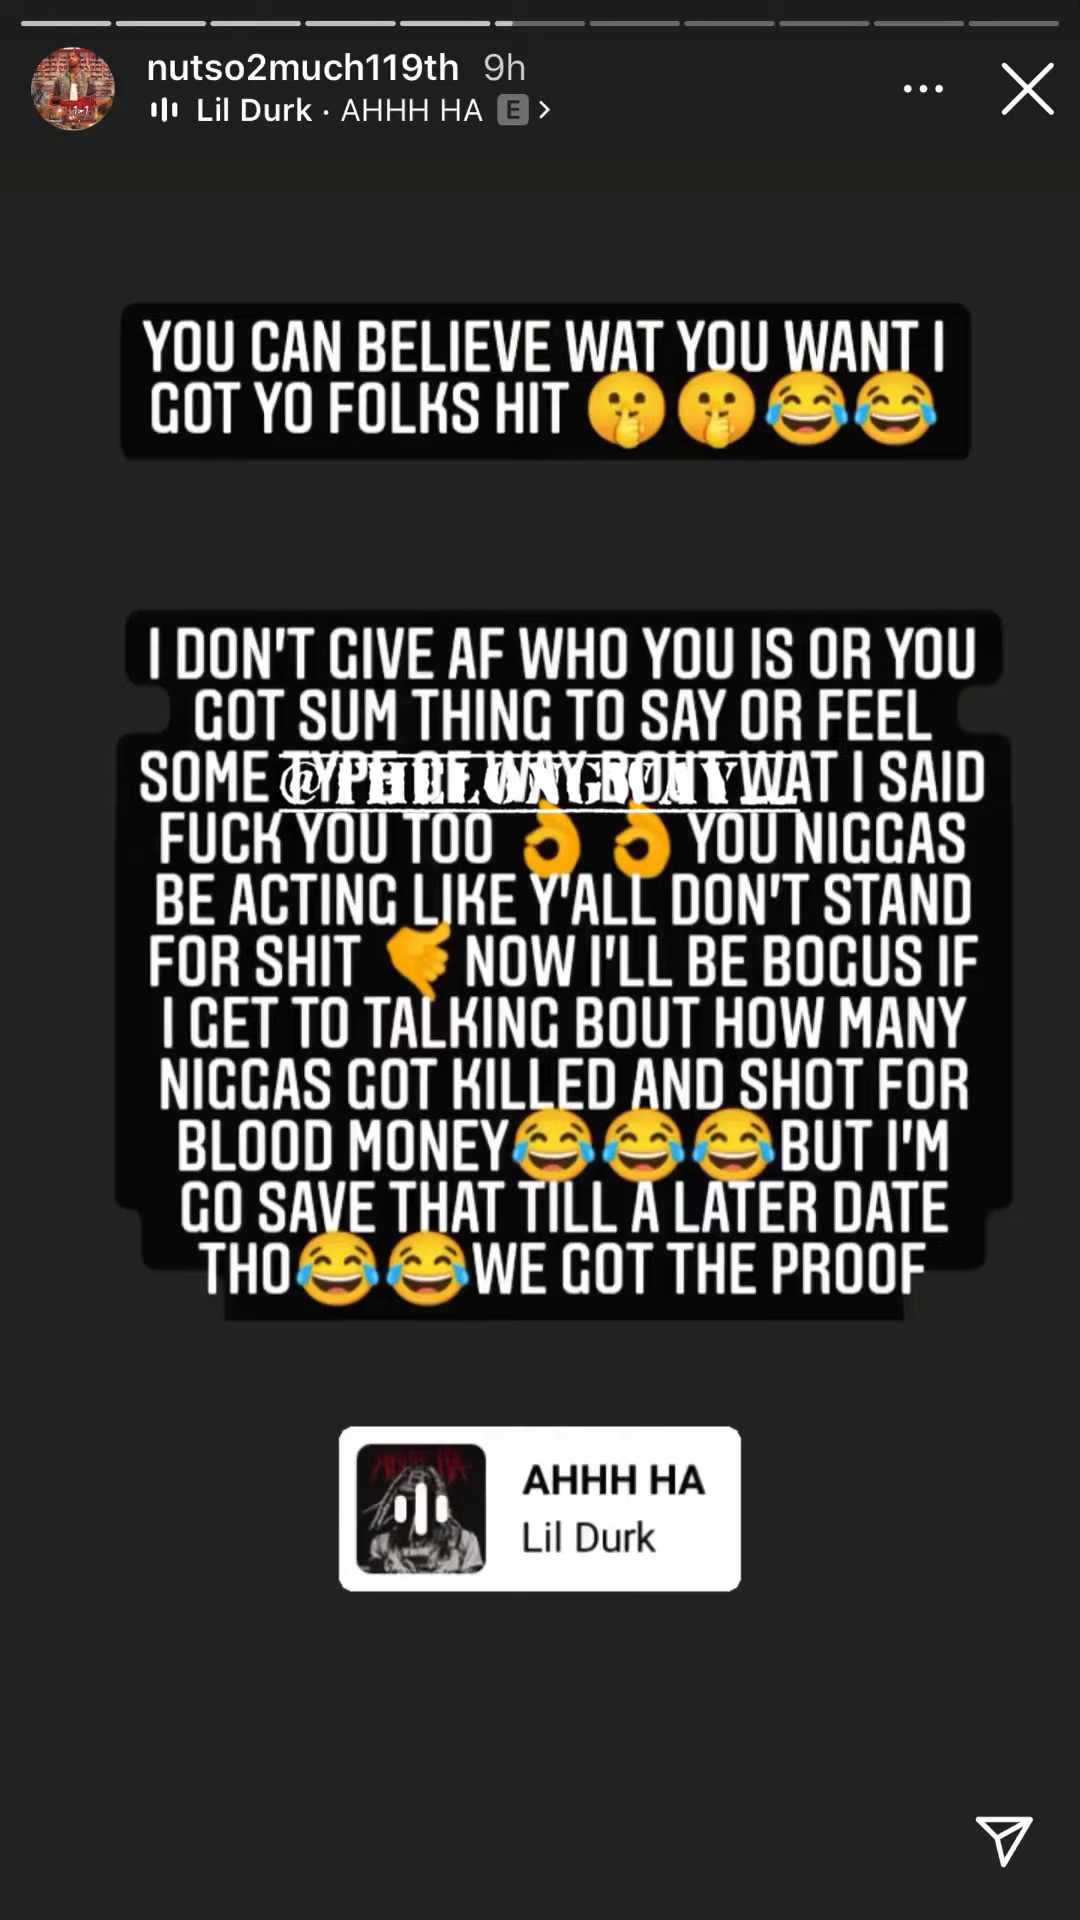 nutso2much119th 9h
Lil Durk · AHHH HA E >
YOU CAN BELIEVE WAT YOU WANT I
GOT YO FOLKS HIT 🤫🤫😂😂
I DON'T GIVE AF WHO YOU IS OR YOU
GOT SUM THING TO SAY OR FEEL
SOME TYPE OF WAY BOUT WAT I SAID
FUCK YOU TOO 👌👌 YOU NIGGAS
BE ACTING LIKE Y'ALL DON'T STAND
FOR SHIT 🤙 NOW I'LL BE BOGUS IF
I GET TO TALKING BOUT HOW MANY
NIGGAS GOT KILLED AND SHOT FOR
BLOOD MONEY😂😂😂BUT I'M
GO SAVE THAT TILL A LATER DATE
THO😂😂WE GOT THE PROOF
AHHH HA
Lil Durk